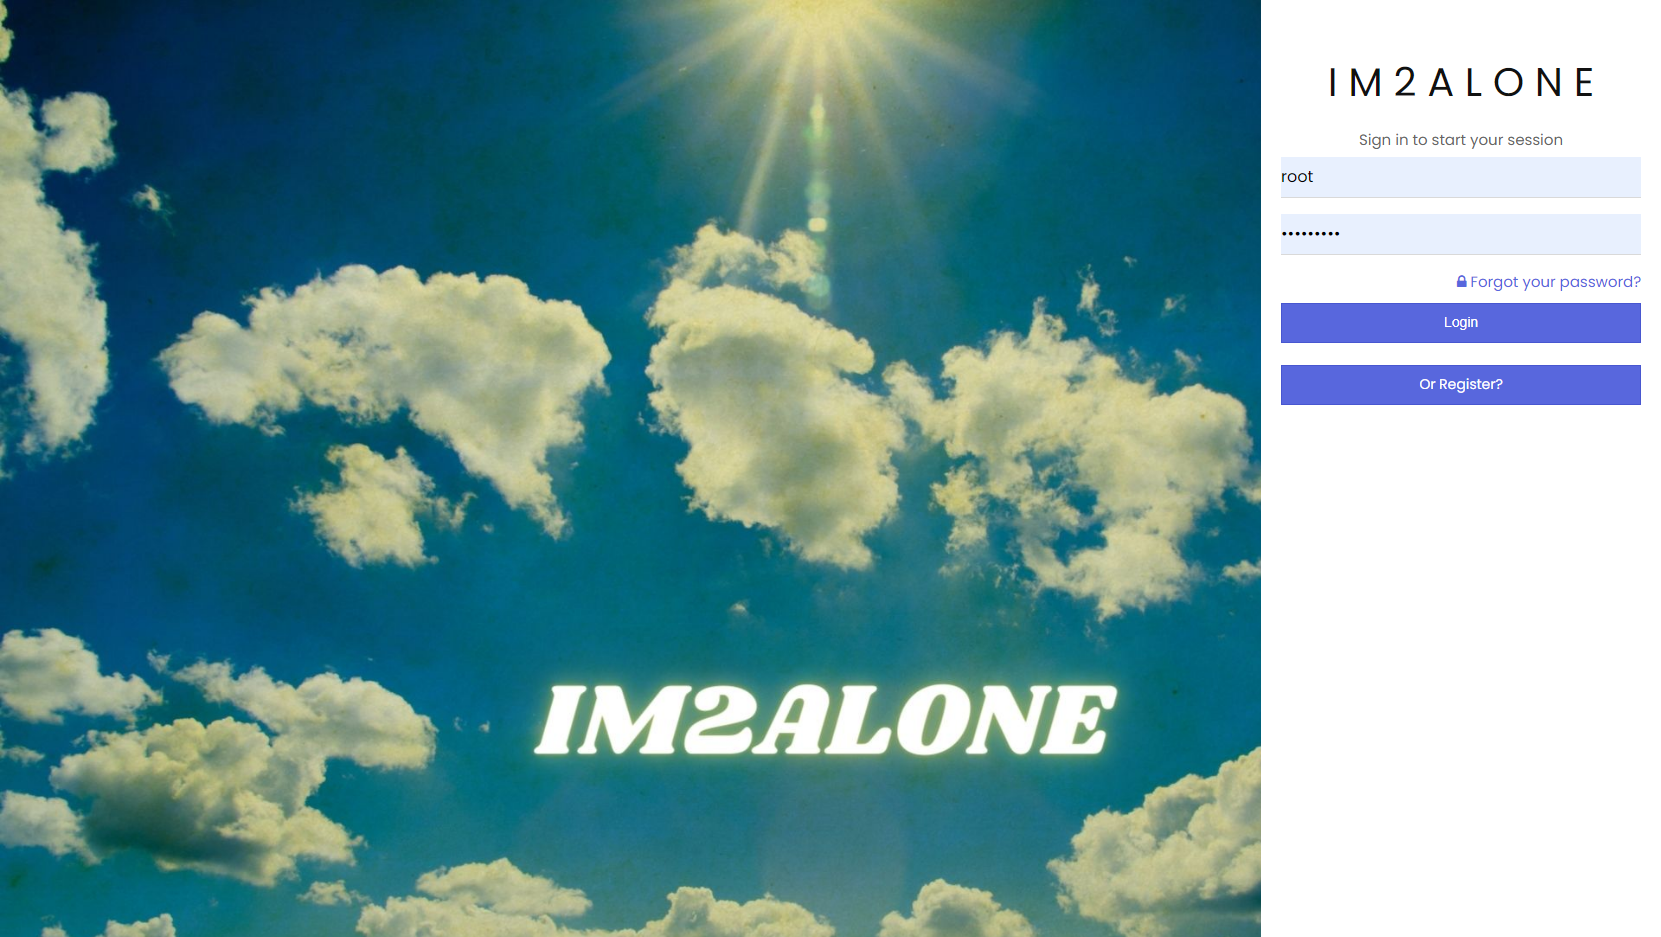 IM2ALONE
Sign in to start your session
root
•••••••••
Forgot your password?
Login
Or Register?
IM2ALONE